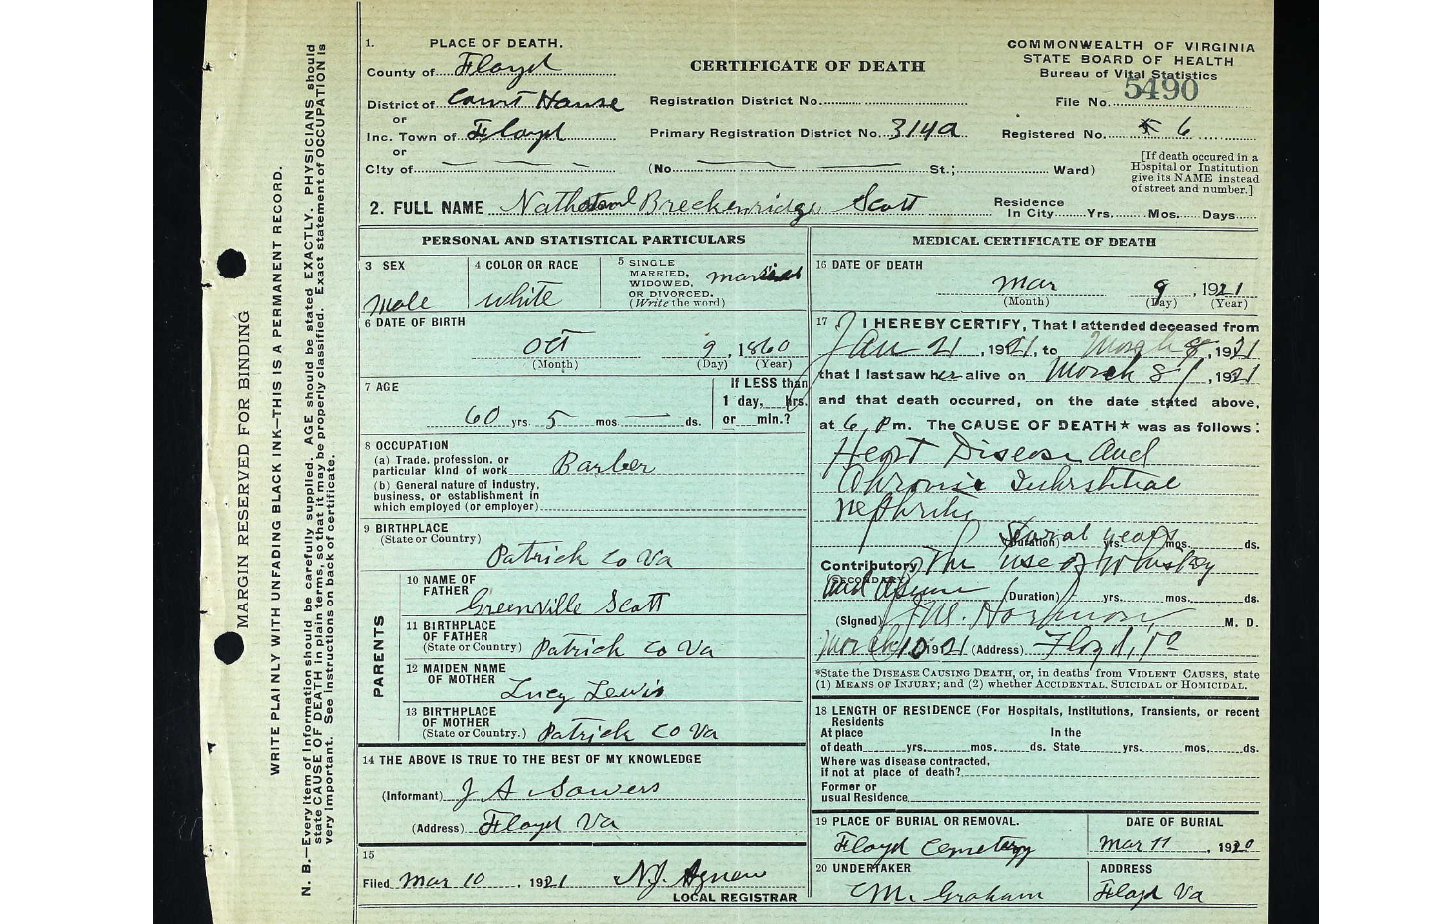 MARGIN RESERVED FOR BINDING
WRITE PLAINLY WITH UNFADING BLACK INK—THIS IS A PERMANENT RECORD.
N. B.—Every item of information should be carefully supplied. AGE should be stated EXACTLY. PHYSICIANS should
state CAUSE OF DEATH in plain terms, so that it may be properly classified. Exact statement of OCCUPATION is
very important. See instructions on back of certificate.
1. PLACE OF DEATH.
County of Floyd
District of Court House
or
Inc. Town of Floyd
or
City of
CERTIFICATE OF DEATH
Registration District No.
Primary Registration District No. 314a
(No. St.; Ward)
COMMONWEALTH OF VIRGINIA
STATE BOARD OF HEALTH
Bureau of Vital Statistics
File No. 5490
Registered No. 6
[If death occured in a
Hospital or Institution
give its NAME instead
of street and number.]
2. FULL NAME Breckenridge Scott
Residence
In City Yrs. Mos. Days
PERSONAL AND STATISTICAL PARTICULARS
3 SEX
Male
4 COLOR OR RACE
White
5 SINGLE
MARRIED,
WIDOWED,
OR DIVORCED.
(Write the word)
married
6 DATE OF BIRTH
Oct 9, 1860
(Month) (Day) (Year)
7 AGE
60 yrs. 5 mos. ds.
If LESS than
1 day, hrs.
or min.?
8 OCCUPATION
(a) Trade, profession, or
particular kind of work Barber
(b) General nature of Industry,
business, or establishment in
which employed (or employer)
9 BIRTHPLACE
(State or Country)
Patrick Co Va
PARENTS
10 NAME OF
FATHER
Greenville Scott
11 BIRTHPLACE
OF FATHER
(State or Country) Patrick Co Va
12 MAIDEN NAME
OF MOTHER
Lucy Lewis
13 BIRTHPLACE
OF MOTHER
(State or Country.) Patrick Co Va
14 THE ABOVE IS TRUE TO THE BEST OF MY KNOWLEDGE
(Informant) J A Sowers
(Address) Floyd Va
15
Filed Mar 10, 1921 N.J. Agnew
LOCAL REGISTRAR
MEDICAL CERTIFICATE OF DEATH
16 DATE OF DEATH
Mar 9, 1921
(Month) (Day) (Year)
17 I HEREBY CERTIFY, That I attended deceased from
Jan 21, 1921, to March 8, 1921
that I last saw alive on March 8, 1921
and that death occurred, on the date stated above,
at 6 Pm. The CAUSE OF DEATH* was as follows:
Heart Disease and
Chronic Interstitial
Nephritis
(Duration) Several years yrs. mos. ds.
Contributory The use of Whiskey
(SECONDARY) and
(Duration) yrs. mos. ds.
(Signed) M. D.
March 10 1921 (Address) Floyd, Va
*State the DISEASE CAUSING DEATH, or, in deaths from VIOLENT CAUSES, state
(1) MEANS OF INJURY; and (2) whether ACCIDENTAL, SUICIDAL or HOMICIDAL.
18 LENGTH OF RESIDENCE (For Hospitals, Institutions, Transients, or recent
Residents
At place In the
of death yrs. mos. ds. State yrs. mos. ds.
Where was disease contracted,
If not at place of death?
Former or
usual Residence
19 PLACE OF BURIAL OR REMOVAL.
Floyd Cemetery
DATE OF BURIAL
Mar 11, 1920
20 UNDERTAKER
Graham
ADDRESS
Floyd Va